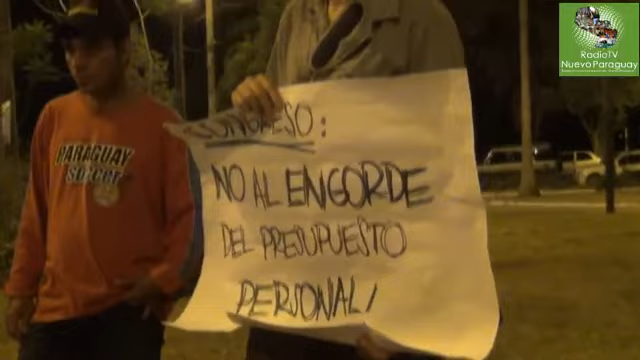 RadioTV
Nuevo Paraguay
PARAGUAY
soccer
CONGRESO:
NO AL ENGORDE
DEL PRESUPUESTO
PERSONAL!